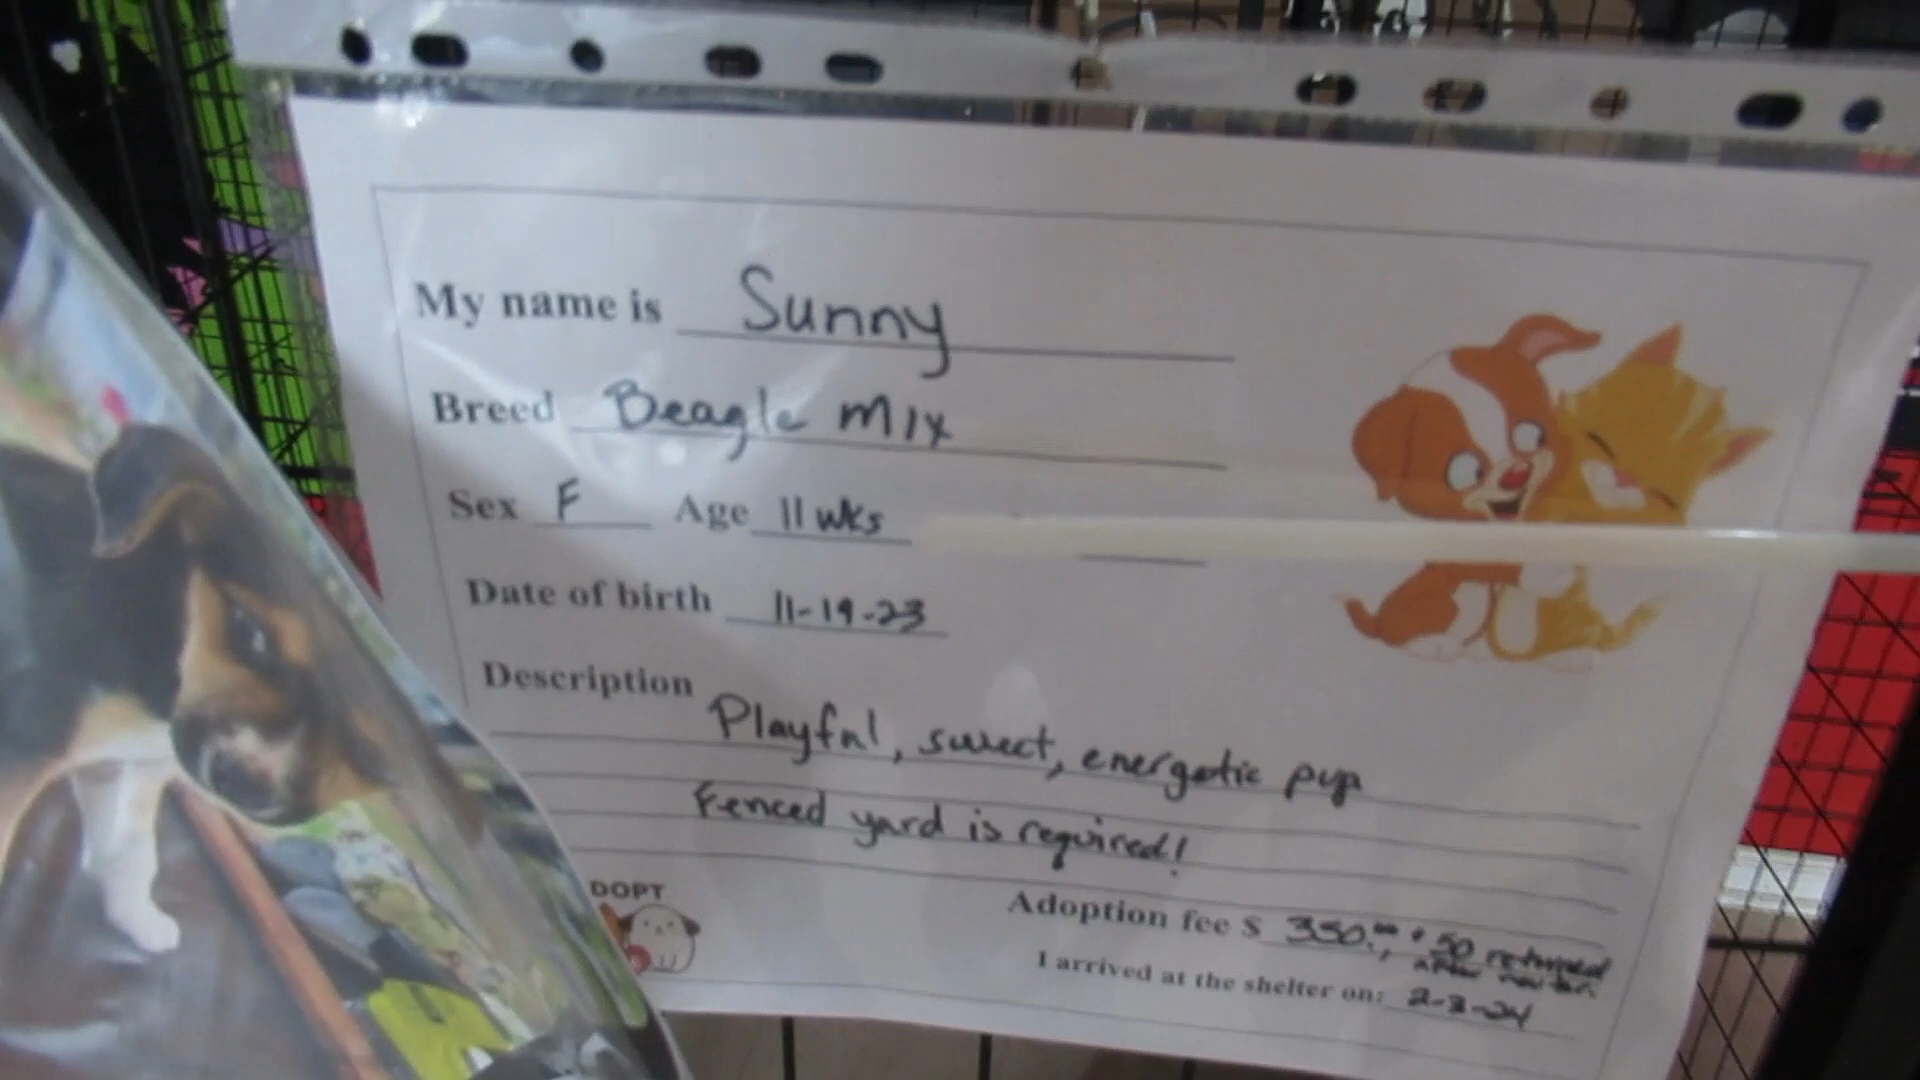 My name is Sunny
Breed Beagle mix
Sex F Age 11 wks
Date of birth 11-19-23
Description Playful, sweet, energetic pup
Fenced yard is required!
DOPT
Adoption fee $ 350.00, $50 returned
after neuter.
I arrived at the shelter on: 2-3-24